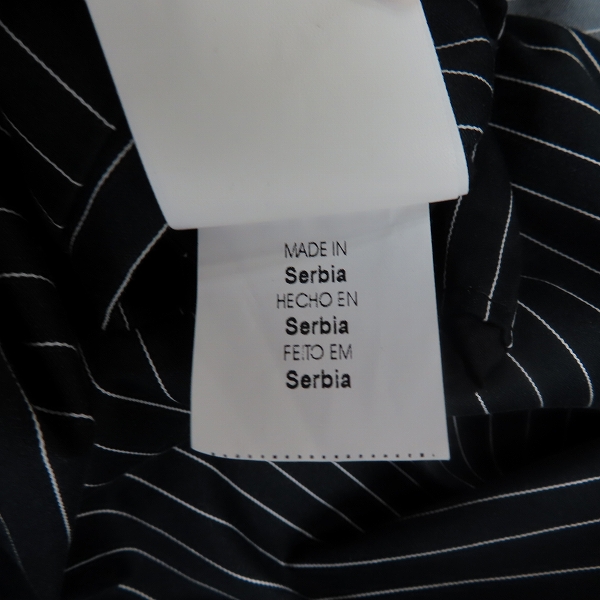 MADE IN
Serbia
HECHO EN
Serbia
FEITO EM
Serbia